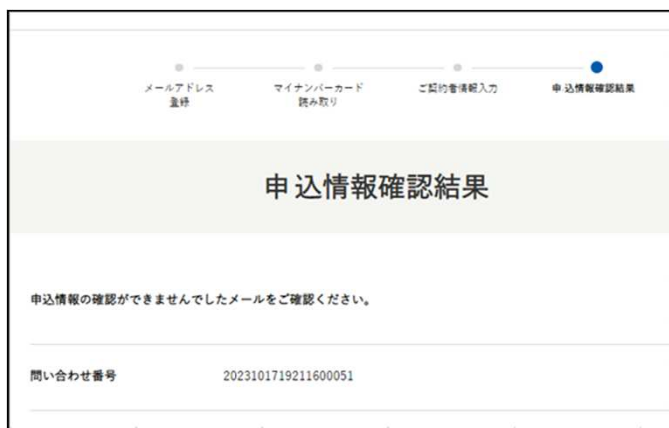 メールアドレス
登録
マイナンバーカード
読み取り
ご契約者情報入力
申込情報確認結果
申込情報確認結果
申込情報の確認ができませんでしたメールをご確認ください。
問い合わせ番号 2023101719211600051